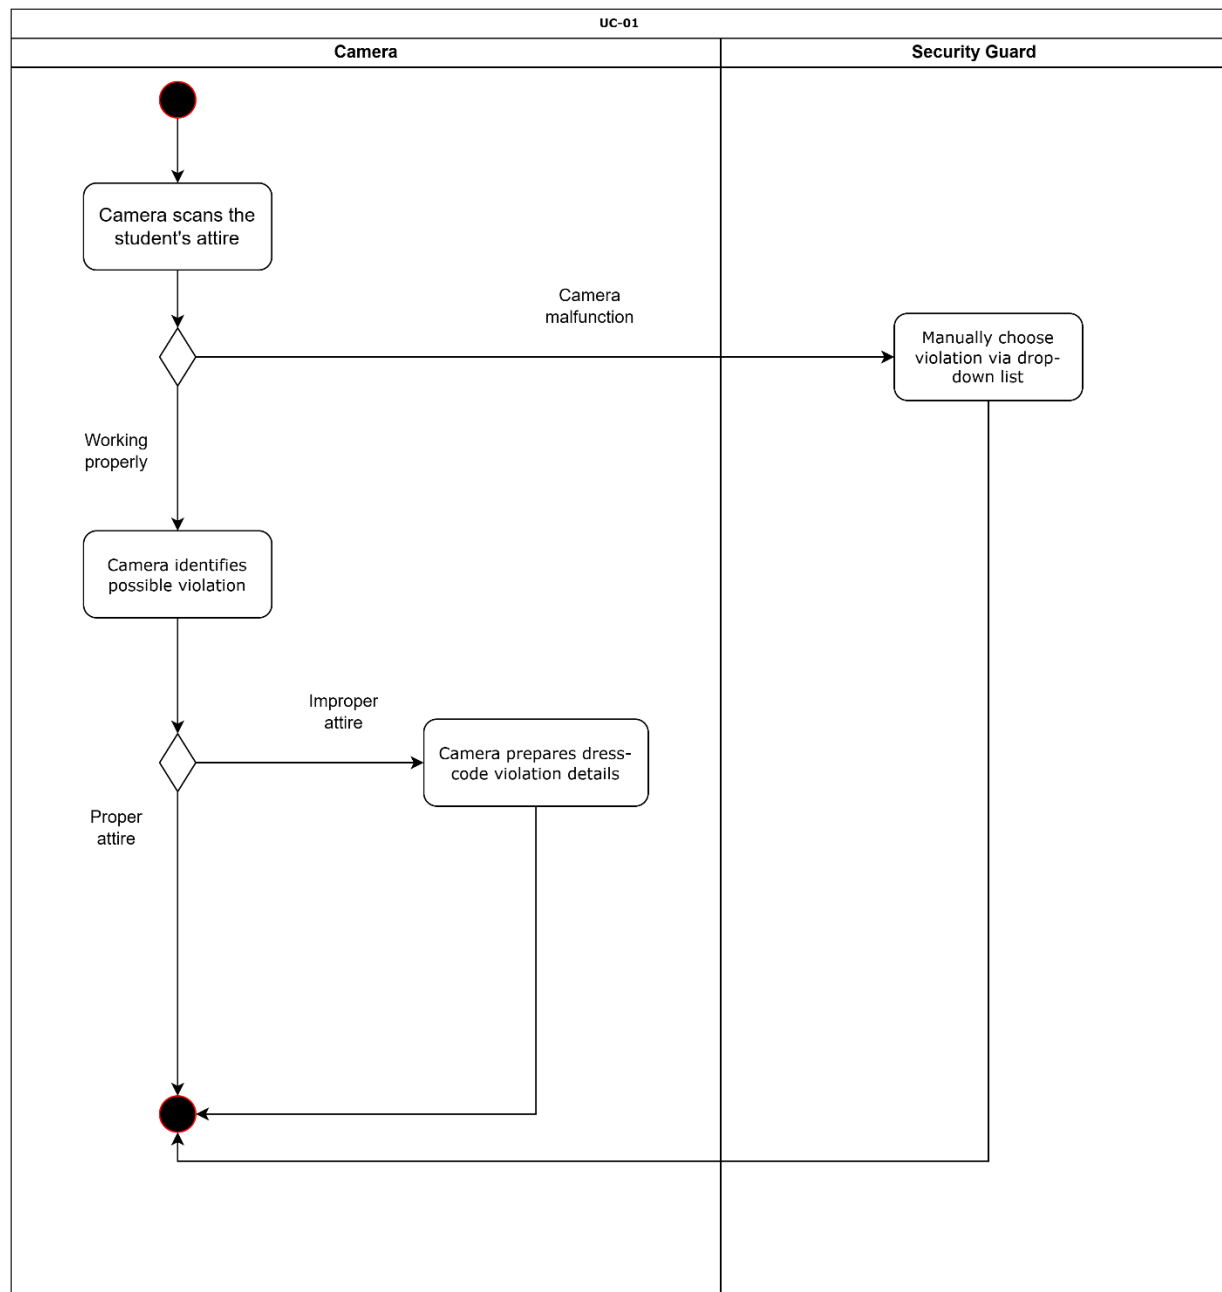 UC-01
Camera
Security Guard
Camera scans the
student's attire
Camera
malfunction
Manually choose
violation via drop-
down list
Working
properly
Camera identifies
possible violation
Improper
attire
Camera prepares dress-
code violation details
Proper
attire